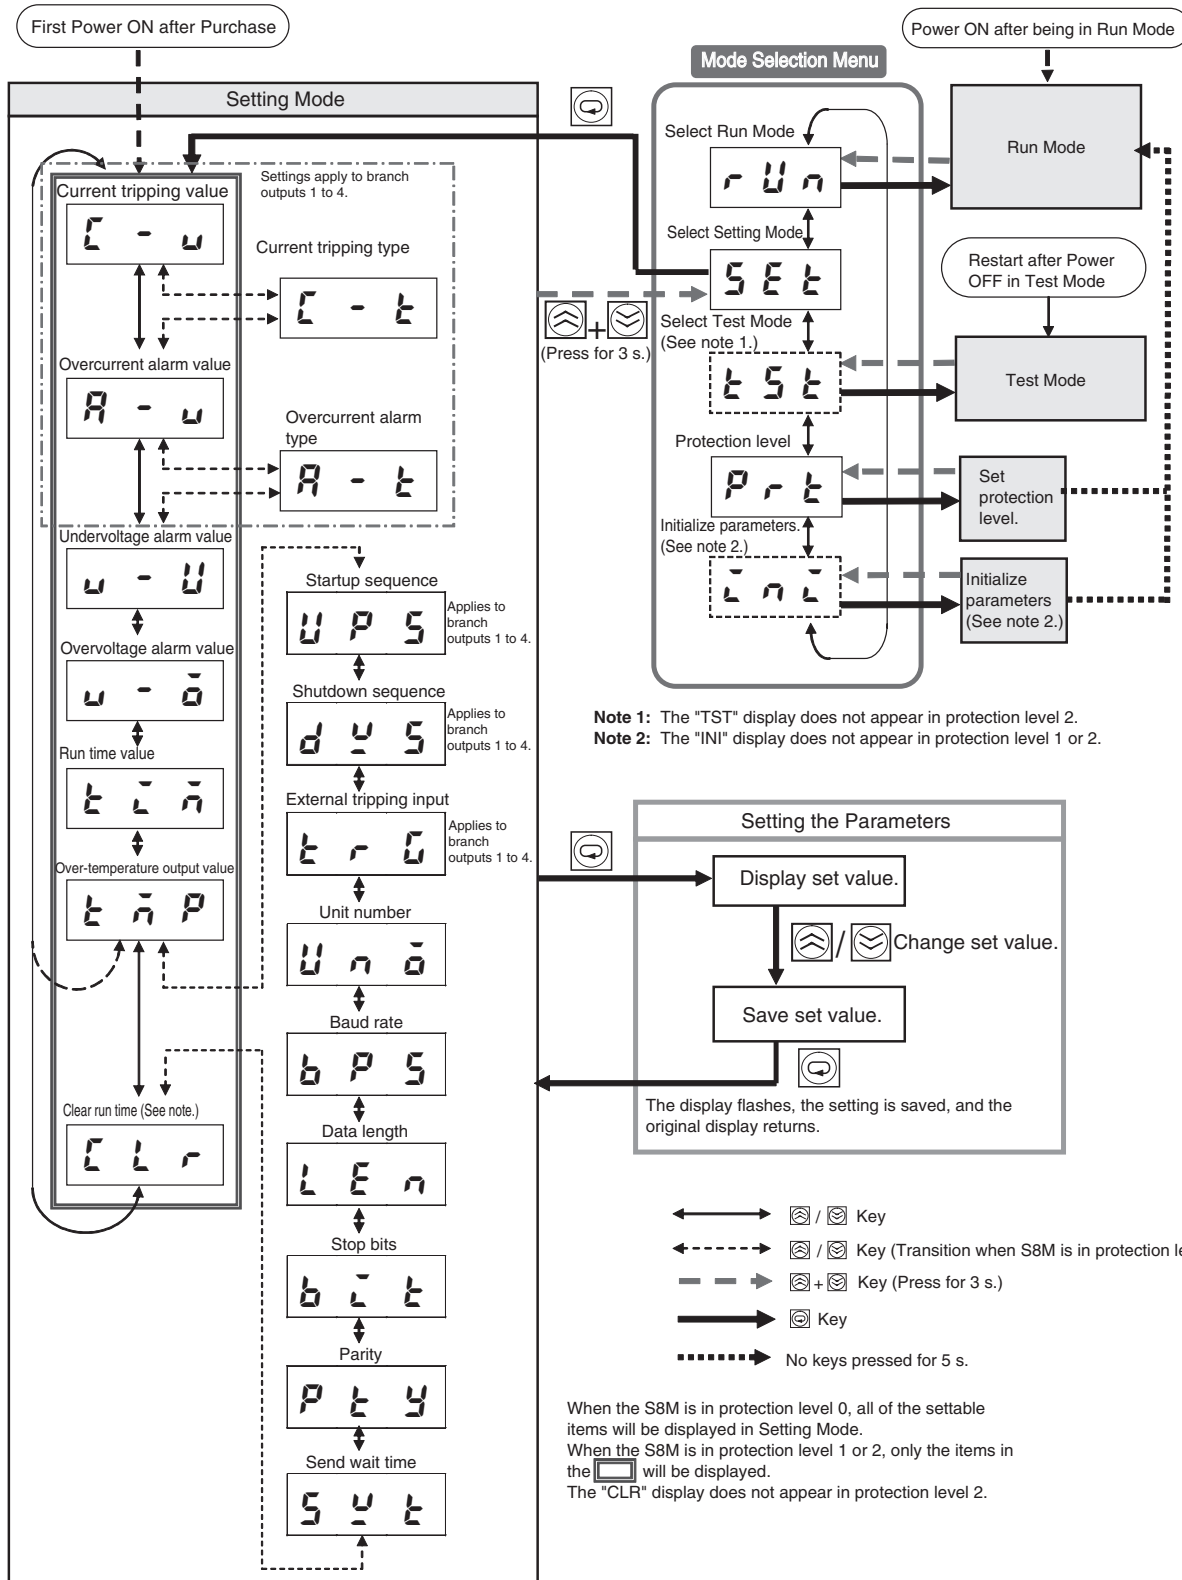 First Power ON after Purchase
Setting Mode
Settings apply to branch
outputs 1 to 4.
Current tripping value
C - u
Current tripping type
C - t
Overcurrent alarm value
A - u
Overcurrent alarm
type
A - t
Undervoltage alarm value
u - U
Overvoltage alarm value
u - o
Run time value
t i m
Over-temperature output value
t m P
Clear run time (See note.)
C L r
Startup sequence
U P S
Applies to
branch
outputs 1 to 4.
Shutdown sequence
d w S
Applies to
branch
outputs 1 to 4.
External tripping input
t r G
Applies to
branch
outputs 1 to 4.
Unit number
U n o
Baud rate
b P S
Data length
L E n
Stop bits
b i t
Parity
P t y
Send wait time
S w t
(Press for 3 s.)
+
Mode Selection Menu
Select Run Mode
r U n
Select Setting Mode
S E t
Select Test Mode
(See note 1.)
t S t
Protection level
P r t
Initialize parameters.
(See note 2.)
i n i
Power ON after being in Run Mode
Run Mode
Restart after Power
OFF in Test Mode
Test Mode
Set
protection
level.
Initialize
parameters
(See note 2.)
Note 1: The "TST" display does not appear in protection level 2.
Note 2: The "INI" display does not appear in protection level 1 or 2.
Setting the Parameters
Display set value.
/ Change set value.
Save set value.
The display flashes, the setting is saved, and the
original display returns.
/ Key
/ Key (Transition when S8M is in protection le
+ Key (Press for 3 s.)
Key
No keys pressed for 5 s.
When the S8M is in protection level 0, all of the settable
items will be displayed in Setting Mode.
When the S8M is in protection level 1 or 2, only the items in
the will be displayed.
The "CLR" display does not appear in protection level 2.